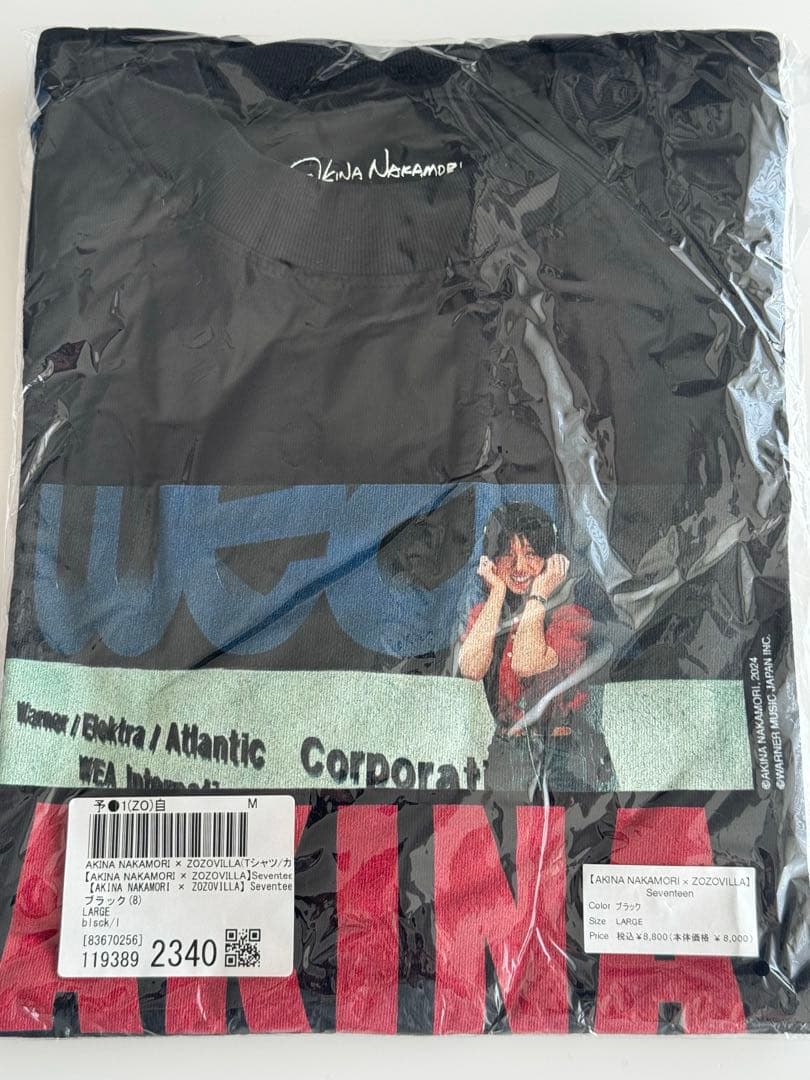 AKINA NAKAMORI
wea
Warner / Elektra / Atlantic Corporati
WEA Internati
©AKINA NAKAMORI, 2024
©WARNER MUSIC JAPAN INC.
AKINA
予●1(ZO)自 M
AKINA NAKAMORI × ZOZOVILLA(Tシャツ/カ
【AKINA NAKAMORI × ZOZOVILLA】Seventee
【AKINA NAKAMORI × ZOZOVILLA】 Seventee
ブラック(8)
LARGE
black/l
[83670256]
119389 2340
【AKINA NAKAMORI × ZOZOVILLA】
Seventeen
Color ブラック
Size LARGE
Price 税込¥8,800(本体価格 ¥8,000)